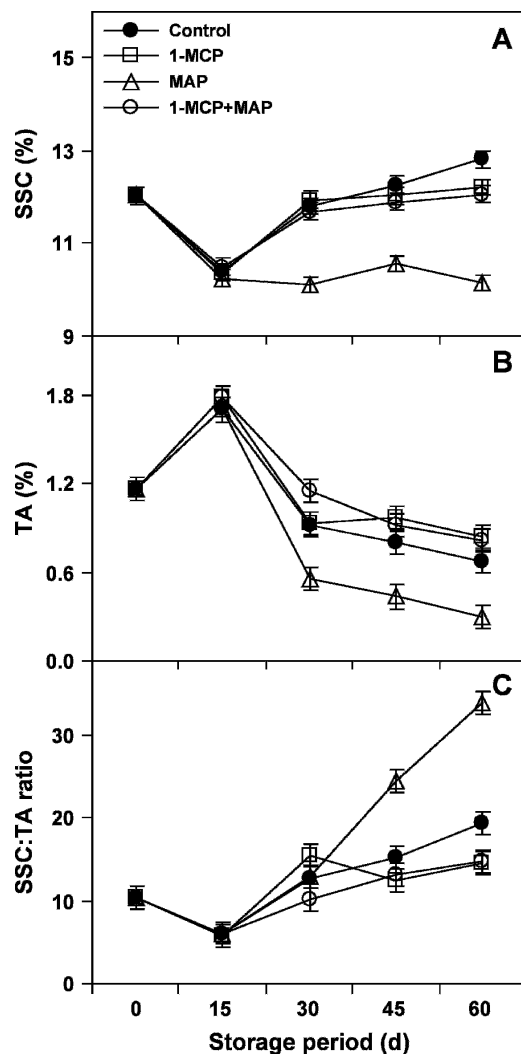 A
Control
1-MCP
MAP
1-MCP+MAP
SSC (%)
15
13
11
9
B
TA (%)
1.8
1.2
0.6
0.0
C
SSC:TA ratio
30
20
10
0
0 15 30 45 60
Storage period (d)